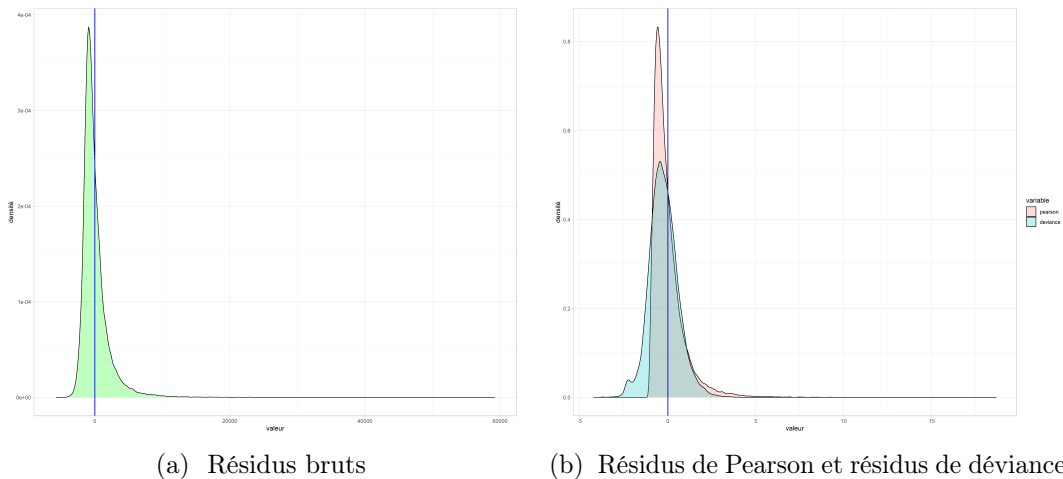 4e-04
3e-04
2e-04
1e-04
0e+00
densité
0
20000
40000
60000
valeur
(a) Résidus bruts
0.8
0.6
0.4
0.2
0.0
densité
-5
0
5
10
15
valeur
variable
pearson
deviance
(b) Résidus de Pearson et résidus de déviance